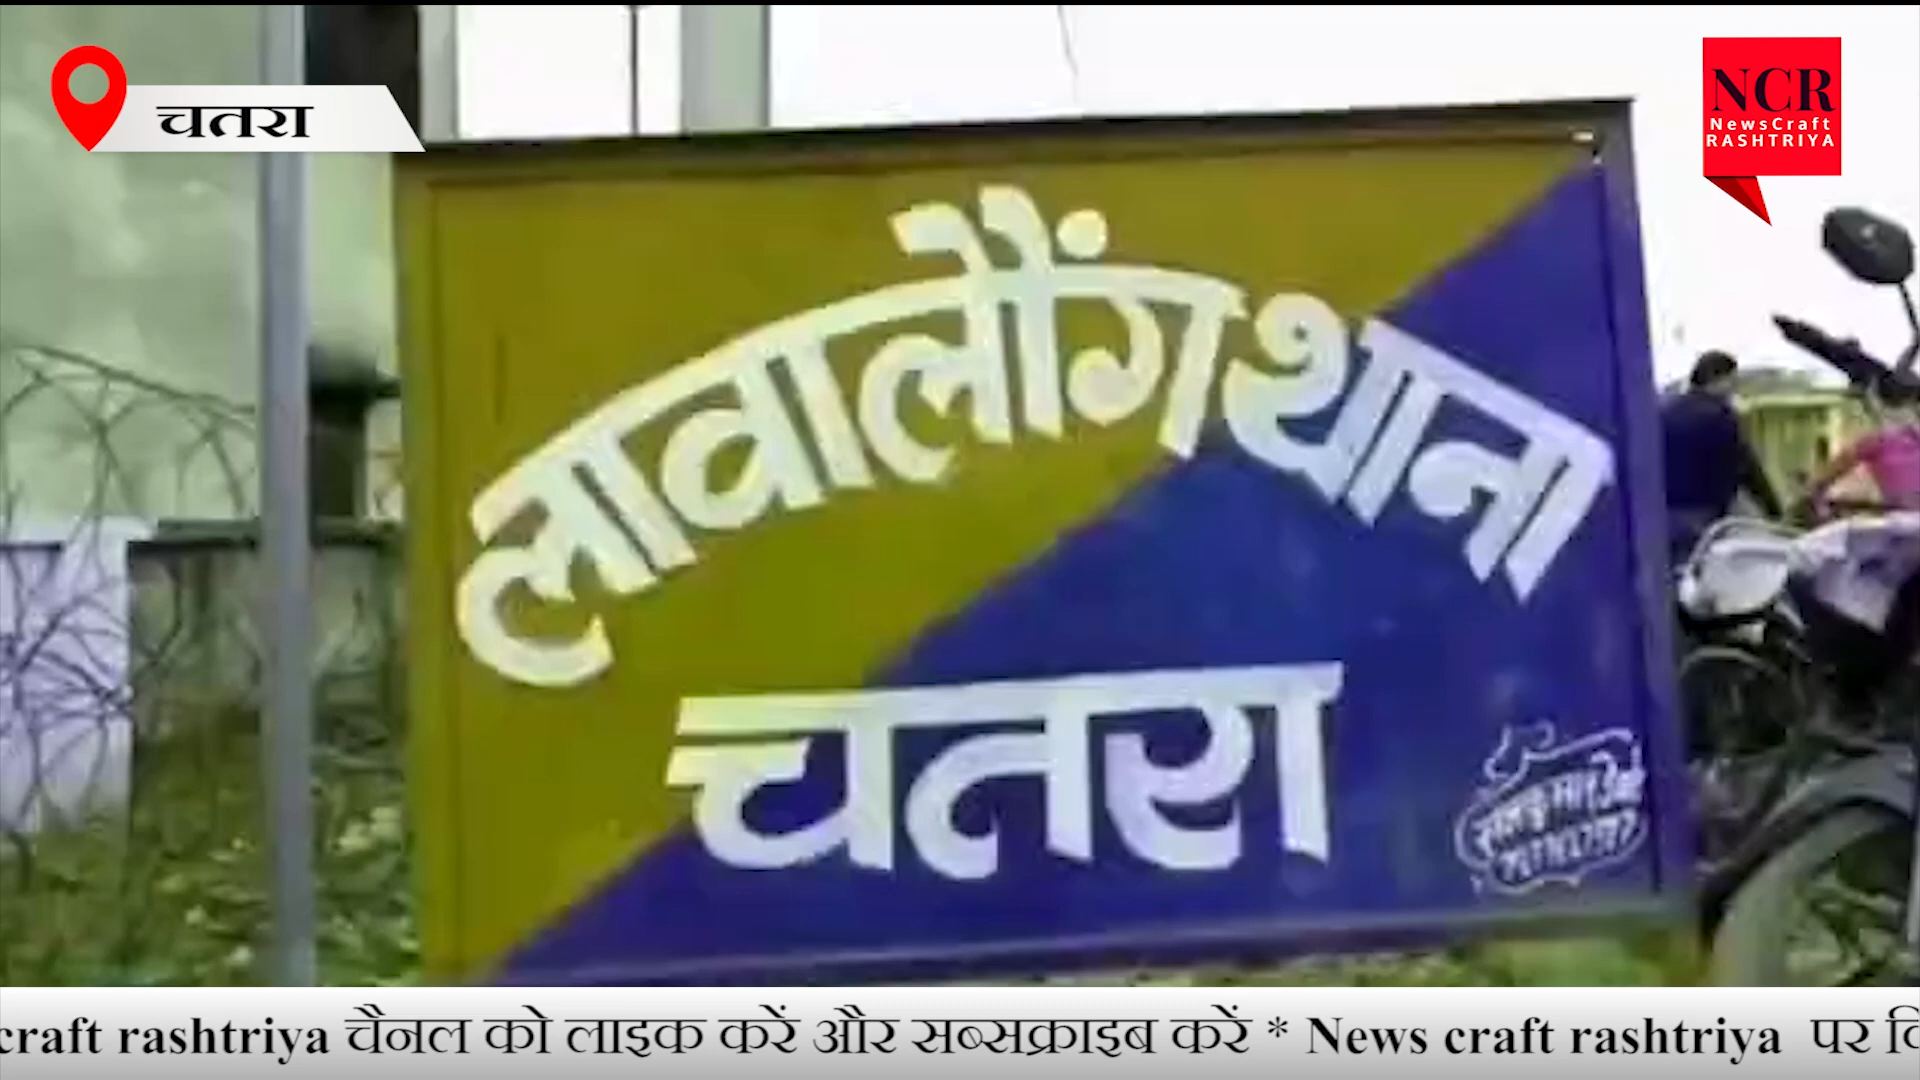 चतरा
NCR
NewsCraft
RASHTRIYA
लावालौंग थाना
चतरा
craft rashtriya चैनल को लाइक करें और सब्सक्राइब करें * News craft rashtriya पर